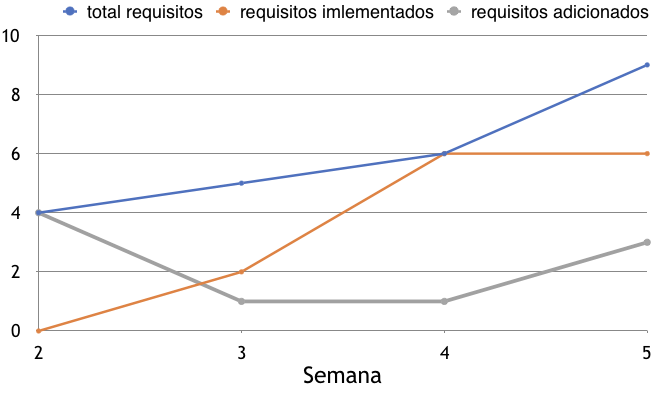 total requisitos requisitos imlementados requisitos adicionados
10
8
6
4
2
0
2 3 4 5
Semana